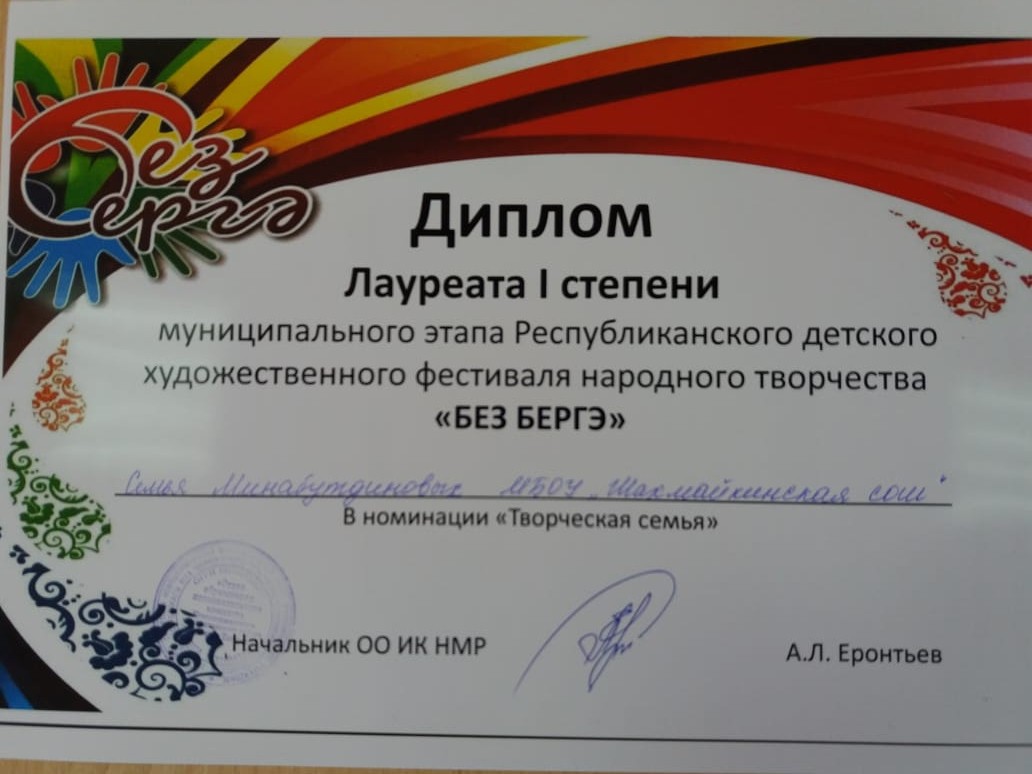 Без
Бергә
Диплом
Лауреата I степени
муниципального этапа Республиканского детского
художественного фестиваля народного творчества
«БЕЗ БЕРГЭ»
Семья Минабутдиновых МБОУ „Шахмайкинская сош"
В номинации «Творческая семья»
Начальник ОО ИК НМР
А.Л. Еронтьев